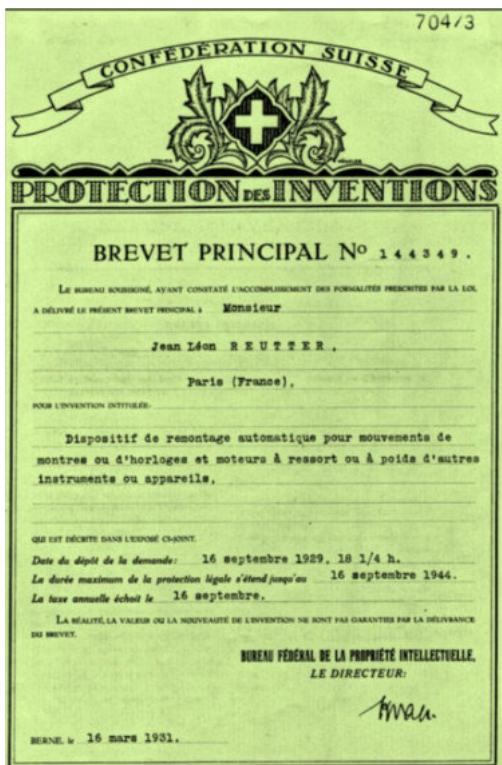 70473
CONFÉDÉRATION SUISSE
PROTECTION DES INVENTIONS
BREVET PRINCIPAL No 144349.
LE BUREAU SOUSSIGNÉ, AYANT CONSTATÉ L'ACCOMPLISSEMENT DES FORMALITÉS PRESCRITES PAR LA LOI,
A DÉLIVRÉ LE PRÉSENT BREVET PRINCIPAL à Monsieur
Jean Léon REUTTER,
Paris (France),
POUR L'INVENTION INTITULÉE:
Dispositif de remontage automatique pour mouvements de
montres ou d'horloges et moteurs à ressort ou à poids d'autres
instruments ou appareils,
QUI EST DÉCRITE DANS L'EXPOSÉ CI-JOINT.
Date du dépôt de la demande: 16 septembre 1929, 18 1/4 h.
La durée maximum de la protection légale s'étend jusqu'au 16 septembre 1944.
La taxe annuelle échoit le 16 septembre.
LA RÉALITÉ, LA VALEUR OU LA NOUVEAUTÉ DE L'INVENTION NE SONT PAS GARANTIES PAR LA DÉLIVRANCE
DU BREVET.
BUREAU FÉDÉRAL DE LA PROPRIÉTÉ INTELLECTUELLE,
LE DIRECTEUR:
BERNE, le 16 mars 1931.